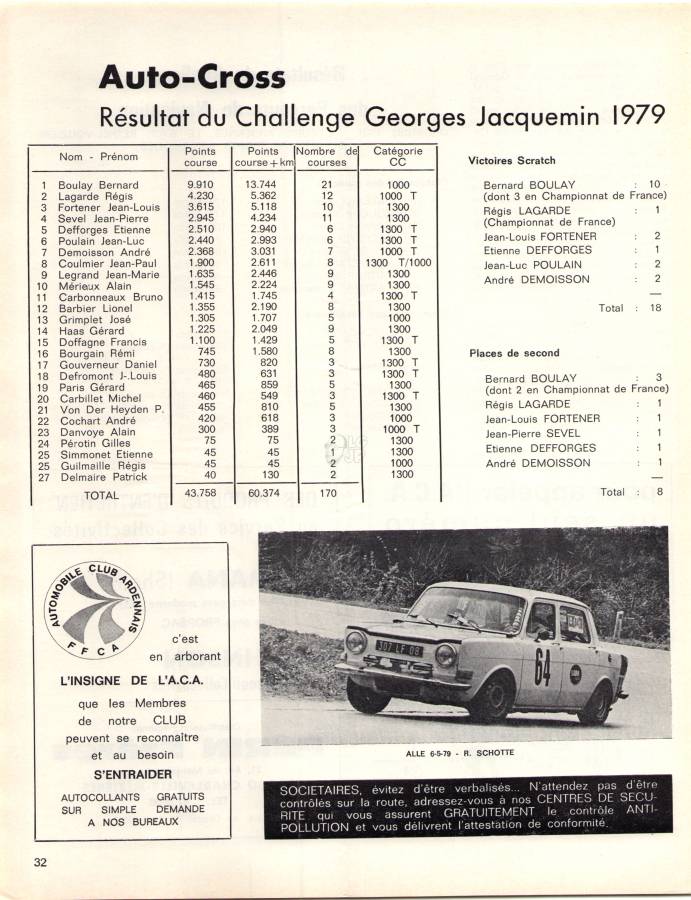 Auto-Cross
Résultat du Challenge Georges Jacquemin 1979
Nom - Prénom Points course Points course + km Nombre de courses Catégorie CC
1 Boulay Bernard 9.910 13.744 21 1000
2 Lagarde Régis 4.230 5.362 12 1000 T
3 Fortener Jean-Louis 3.615 5.118 10 1300
4 Sevel Jean-Pierre 2.945 4.234 11 1300
5 Defforges Etienne 2.510 2.940 6 1300 T
6 Poulain Jean-Luc 2.440 2.993 6 1300 T
7 Demoisson André 2.368 3.031 7 1000 T
8 Coulmier Jean-Paul 1.900 2.611 8 1300 T/1000
9 Legrand Jean-Marie 1.635 2.446 9 1300
10 Mérieux Alain 1.545 2.224 9 1300
11 Carbonneaux Bruno 1.415 1.745 4 1300 T
12 Barbier Lionel 1.355 2.190 8 1300
13 Grimplet José 1.305 1.707 5 1000
14 Haas Gérard 1.225 2.049 9 1300
15 Doffagne Francis 1.100 1.429 5 1300 T
16 Bourgain Rémi 745 1.580 8 1300
17 Gouverneur Daniel 730 820 3 1300 T
18 Defromont J-.Louis 480 631 3 1300 T
19 Paris Gérard 465 859 5 1300
20 Carbillet Michel 460 549 3 1300 T
21 Von Der Heyden P. 455 810 5 1300
22 Cochart André 420 618 3 1000
23 Danvoye Alain 300 389 3 1000 T
24 Pérotin Gilles 75 75 2 1300
25 Simmonet Etienne 45 45 1 1300
25 Guilmaille Régis 45 45 2 1000
27 Delmaire Patrick 40 130 2 1300
TOTAL 43.758 60.374 170
Victoires Scratch
Bernard BOULAY : 10
(dont 3 en Championnat de France)
Régis LAGARDE : 1
(Championnat de France)
Jean-Louis FORTENER : 2
Etienne DEFFORGES : 1
Jean-Luc POULAIN : 2
André DEMOISSON : 2
Total : 18
Places de second
Bernard BOULAY : 3
(dont 2 en Championnat de France)
Régis LAGARDE : 1
Jean-Louis FORTENER : 1
Jean-Pierre SEVEL : 1
Etienne DEFFORGES : 1
André DEMOISSON : 1
Total : 8
AUTOMOBILE CLUB ARDENNAIS
F F C A
c'est
en arborant
L'INSIGNE DE L'A.C.A.
que les Membres
de notre CLUB
peuvent se reconnaître
et au besoin
S'ENTRAIDER
AUTOCOLLANTS GRATUITS
SUR SIMPLE DEMANDE
A NOS BUREAUX
307 LF 08
64
ALLE 6-5-79 - R. SCHOTTE
SOCIETAIRES, évitez d'être verbalisés... N'attendez pas d'être
contrôlés sur la route, adressez-vous à nos CENTRES DE SECU-
RITE qui vous assurent GRATUITEMENT le contrôle ANTI-
POLLUTION et vous délivrent l'attestation de conformité.
32